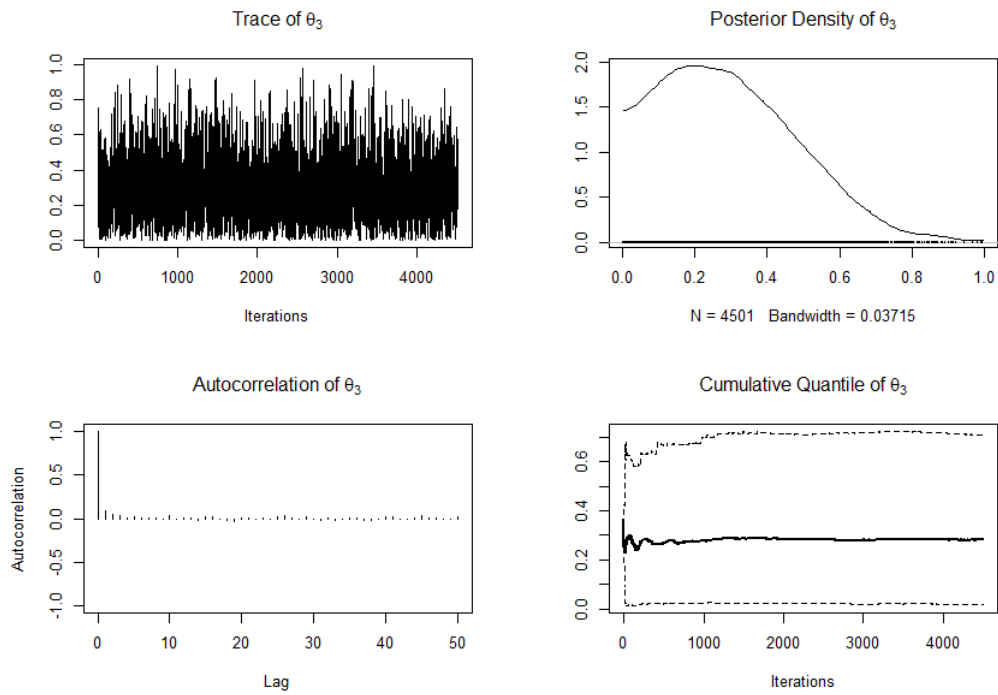 Trace of θ3
0.0 0.2 0.4 0.6 0.8 1.0
0 1000 2000 3000 4000
Iterations
Posterior Density of θ3
0.0 0.5 1.0 1.5 2.0
0.0 0.2 0.4 0.6 0.8 1.0
N = 4501 Bandwidth = 0.03715
Autocorrelation of θ3
Autocorrelation
-1.0 -0.5 0.0 0.5 1.0
0 10 20 30 40 50
Lag
Cumulative Quantile of θ3
0.0 0.2 0.4 0.6
0 1000 2000 3000 4000
Iterations